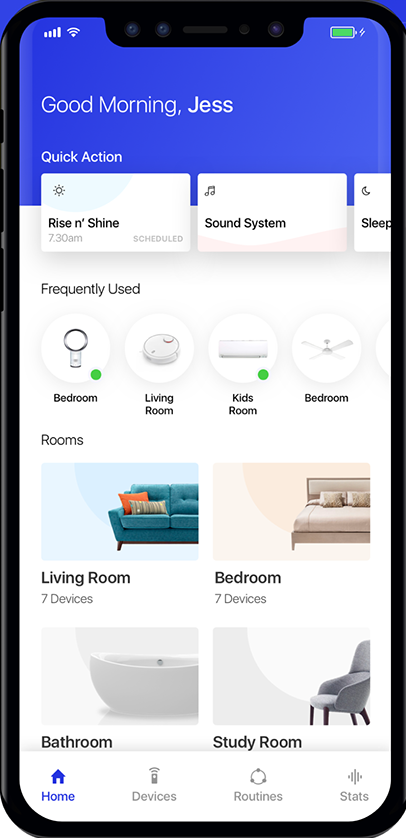 Good Morning, Jess
Quick Action
Rise n’ Shine
7.30am
SCHEDULED
Sound System
Sleep
Frequently Used
Bedroom
Living
Room
Kids
Room
Bedroom
Rooms
Living Room
7 Devices
Bedroom
7 Devices
Bathroom
Study Room
Home
Devices
Routines
Stats